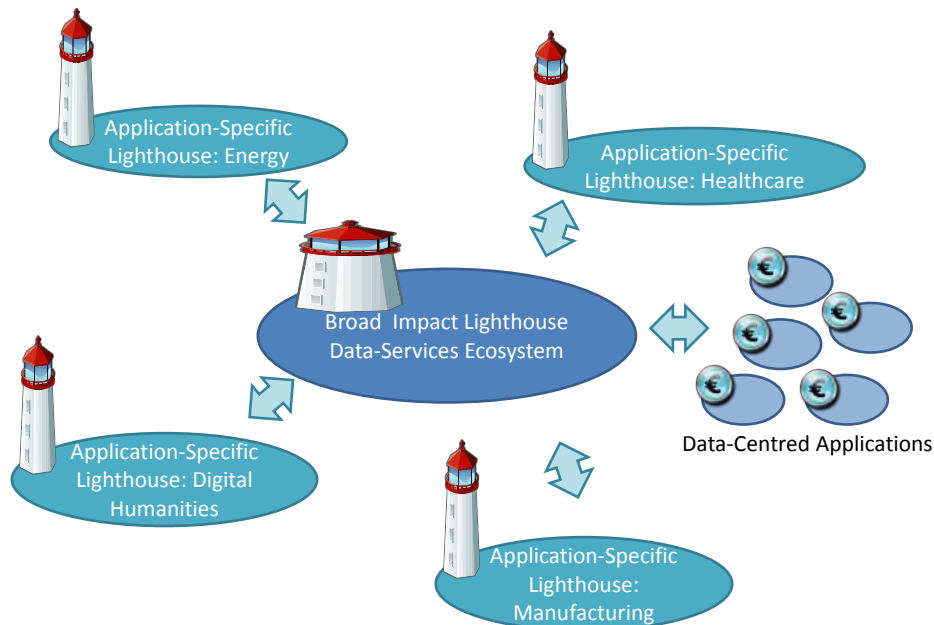 Application-Specific
Lighthouse: Energy
Application-Specific
Lighthouse: Healthcare
Broad Impact Lighthouse
Data-Services Ecosystem
€
€
€
€
€
Data-Centred Applications
Application-Specific
Lighthouse: Digital
Humanities
Application-Specific
Lighthouse:
Manufacturing